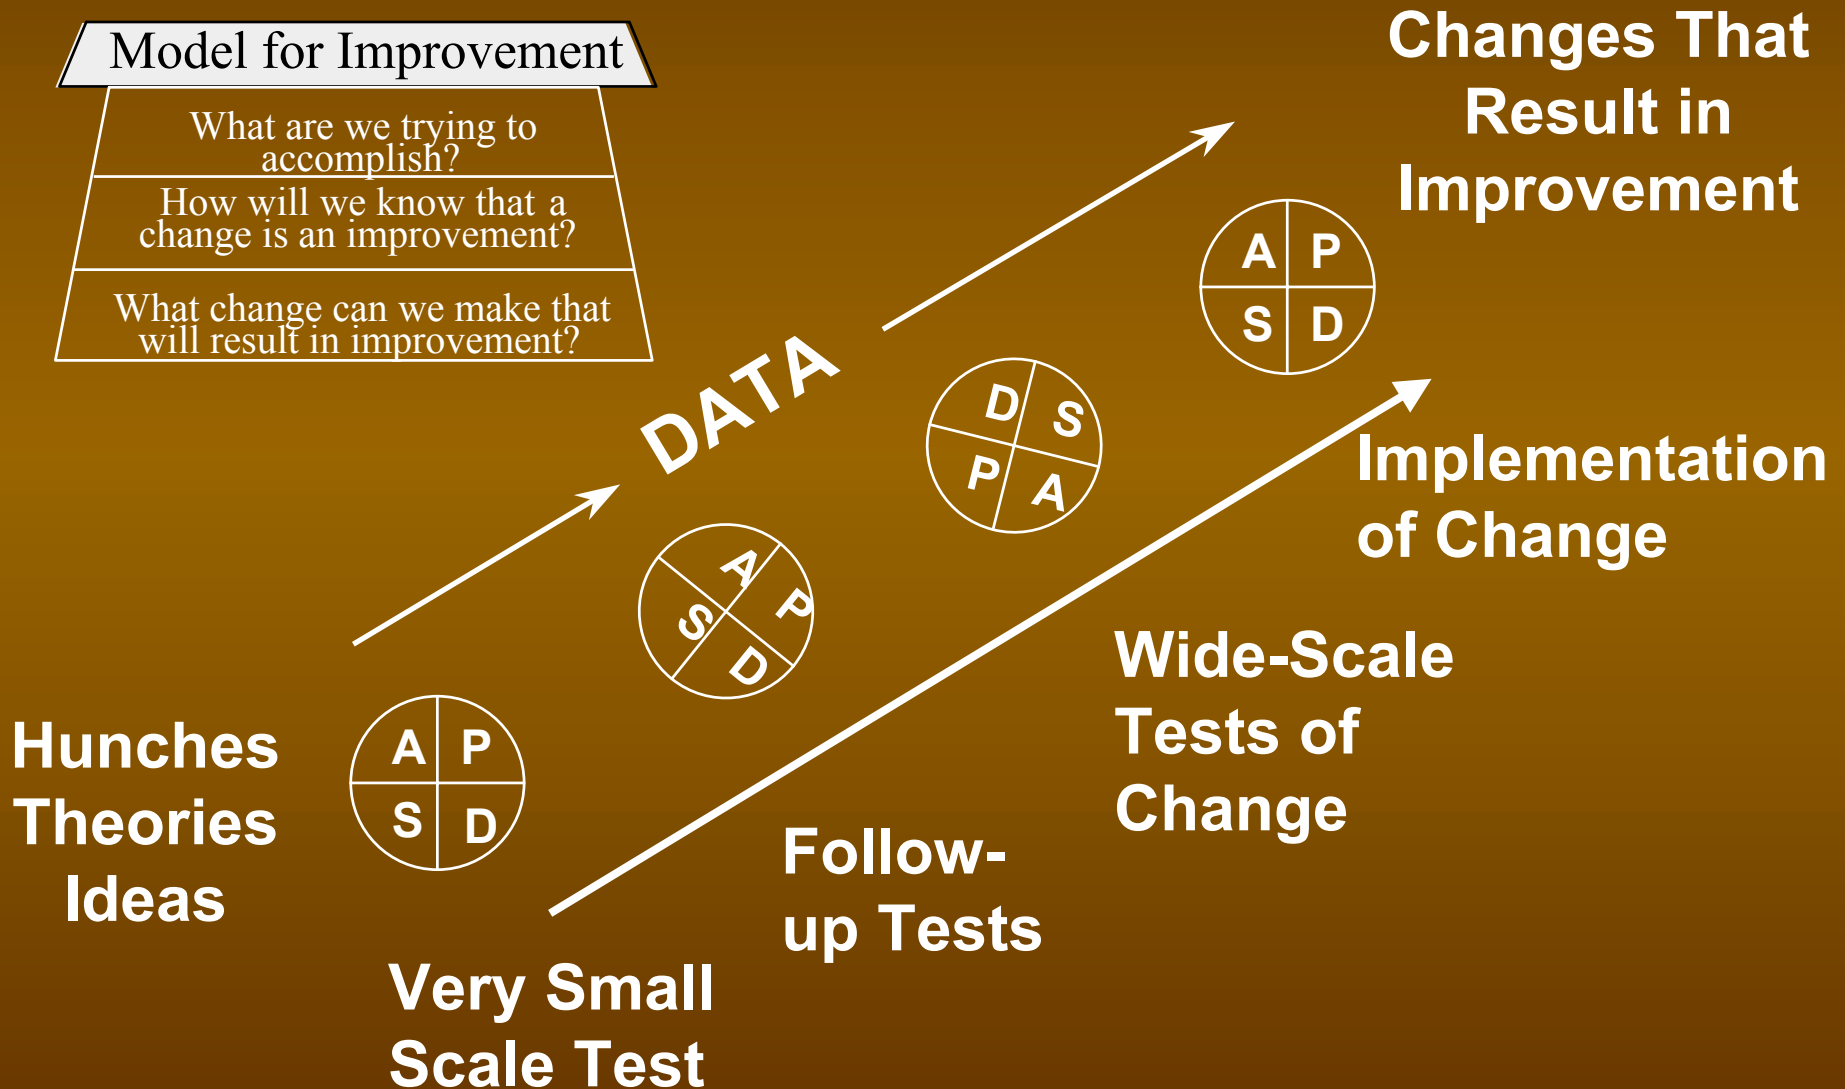 Model for Improvement
What are we trying to
accomplish?
How will we know that a
change is an improvement?
What change can we make that
will result in improvement?
Changes That
Result in
Improvement
DATA
A P
S D
D S
P A
A P
S D
A P
S D
Hunches
Theories
Ideas
Very Small
Scale Test
Follow-
up Tests
Wide-Scale
Tests of
Change
Implementation
of Change